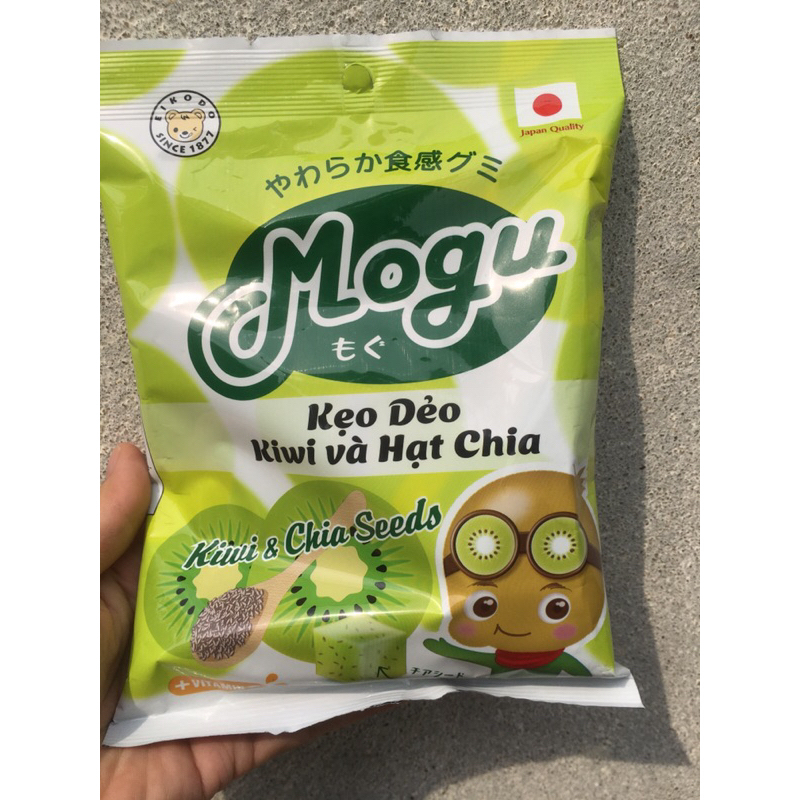 EIKODO
SINCE 1877
Japan Quality
やわらか食感グミ
Mogu
もぐ
Kẹo Dẻo
Kiwi và Hạt Chia
Kiwi & Chia Seeds
チアシード